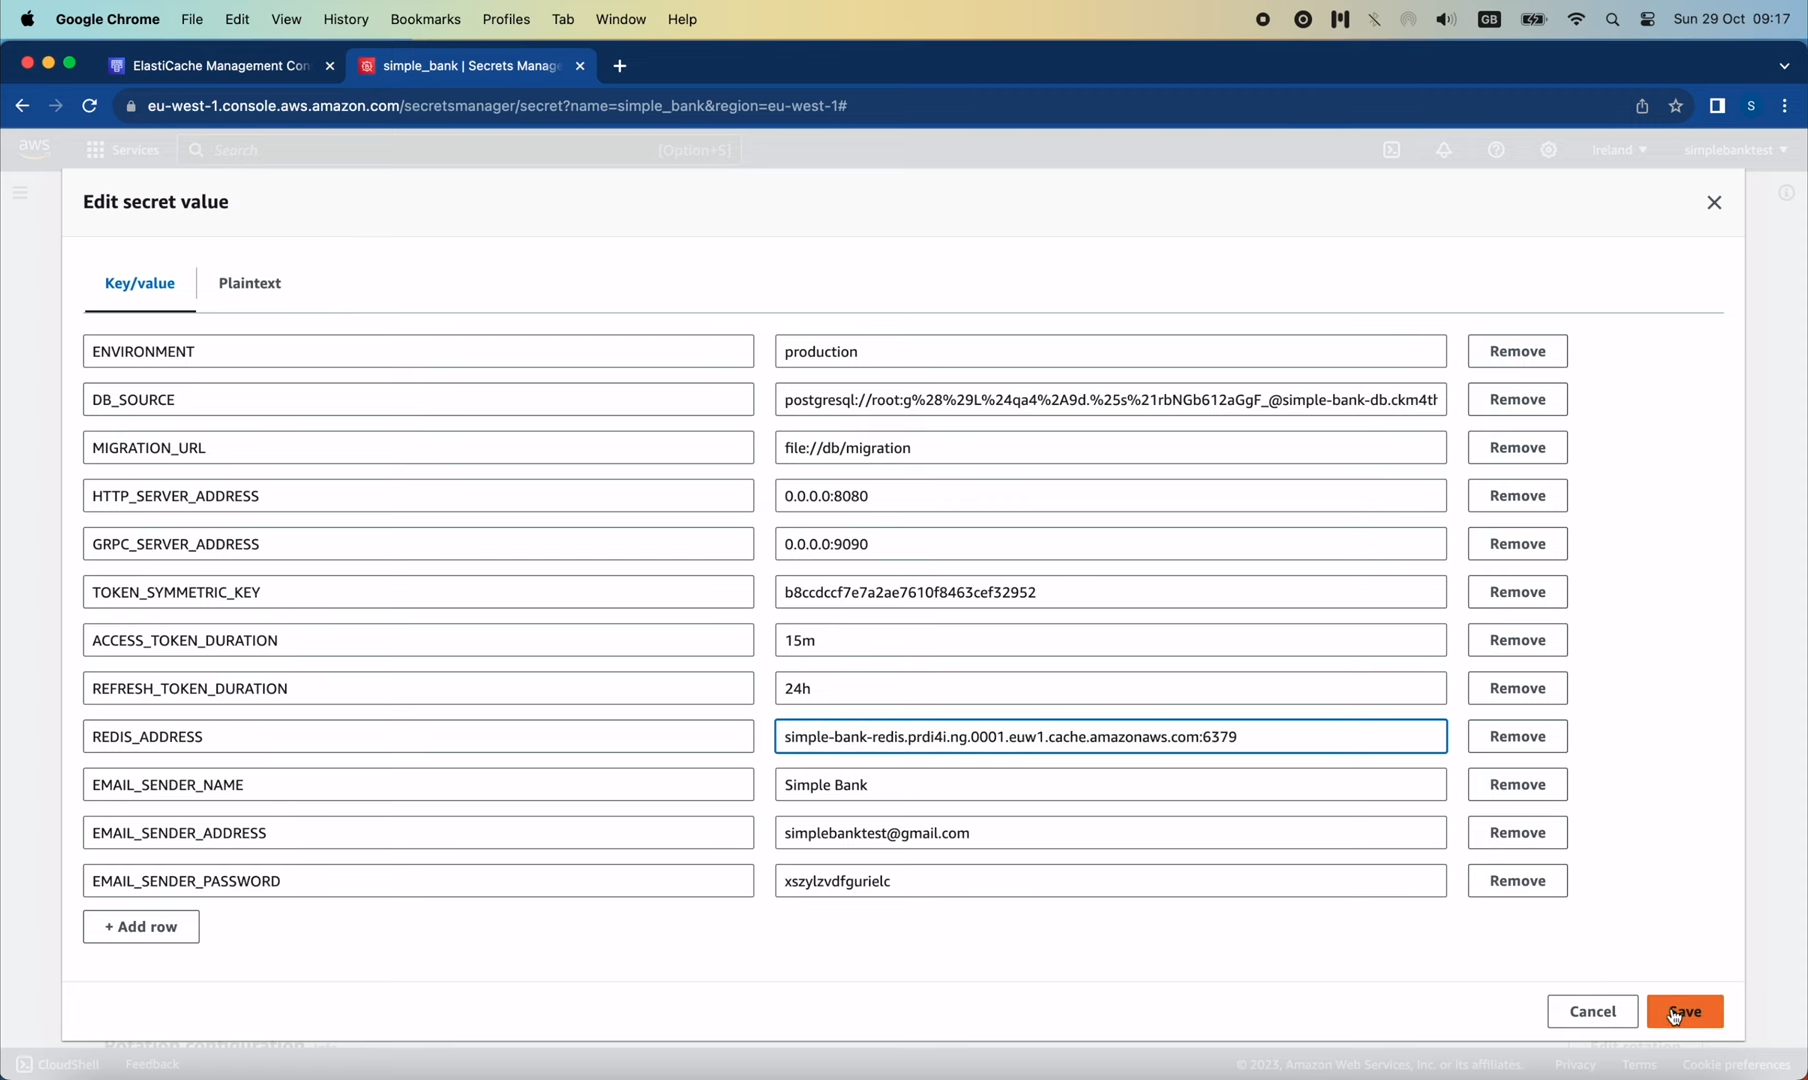 Google Chrome File Edit View History Bookmarks Profiles Tab Window Help GB Sun 29 Oct 09:17
ElastiCache Management Con simple_bank | Secrets Manage
eu-west-1.console.aws.amazon.com/secretsmanager/secret?name=simple_bank&region=eu-west-1# S
aws Services Search [Option+S] Ireland simplebanktest
Edit secret value
Key/value Plaintext
ENVIRONMENT production Remove
DB_SOURCE postgresql://root:g%28%29L%24qa4%2A9d.%25s%21rbNGb612aGgF_@simple-bank-db.ckm4th Remove
MIGRATION_URL file://db/migration Remove
HTTP_SERVER_ADDRESS 0.0.0.0:8080 Remove
GRPC_SERVER_ADDRESS 0.0.0.0:9090 Remove
TOKEN_SYMMETRIC_KEY b8ccdccf7e7a2ae7610f8463cef32952 Remove
ACCESS_TOKEN_DURATION 15m Remove
REFRESH_TOKEN_DURATION 24h Remove
REDIS_ADDRESS simple-bank-redis.prdi4i.ng.0001.euw1.cache.amazonaws.com:6379 Remove
EMAIL_SENDER_NAME Simple Bank Remove
EMAIL_SENDER_ADDRESS simplebanktest@gmail.com Remove
EMAIL_SENDER_PASSWORD xszylzvdfgurielc Remove
+ Add row
Cancel Save
Rotation configuration Info Edit rotation
CloudShell Feedback © 2023, Amazon Web Services, Inc. or its affiliates. Privacy Terms Cookie preferences